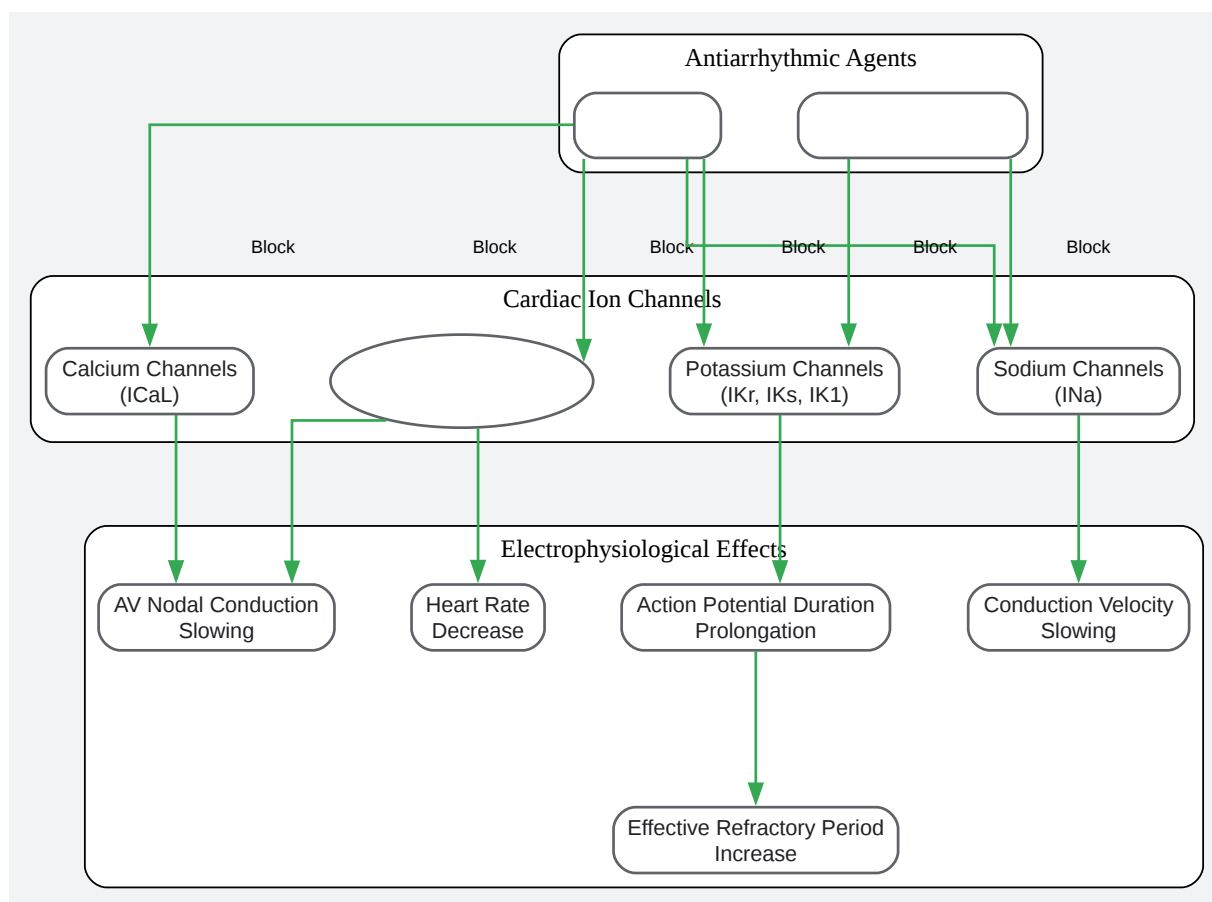 Antiarrhythmic Agents
Block
Block
Block
Block
Block
Block
Cardiac Ion Channels
Calcium Channels
(ICaL)
Potassium Channels
(IKr, IKs, IK1)
Sodium Channels
(INa)
Electrophysiological Effects
AV Nodal Conduction
Slowing
Heart Rate
Decrease
Action Potential Duration
Prolongation
Conduction Velocity
Slowing
Effective Refractory Period
Increase